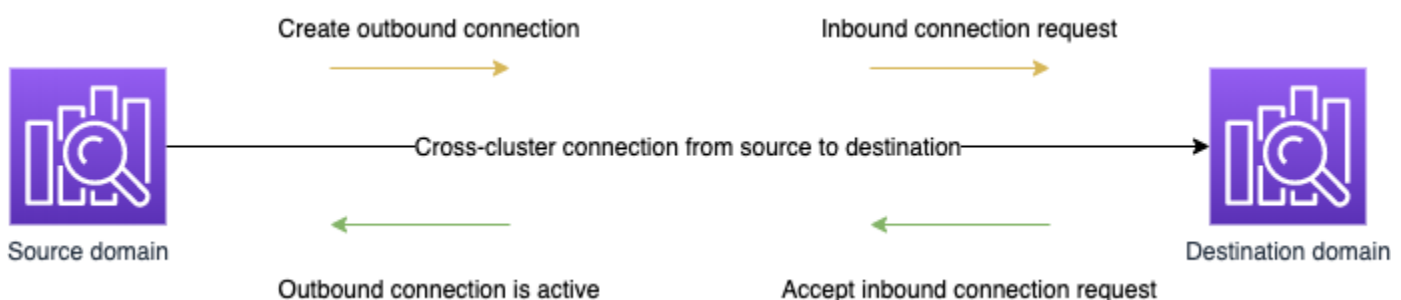 Create outbound connection
Inbound connection request
Cross-cluster connection from source to destination
Source domain
Destination domain
Outbound connection is active
Accept inbound connection request